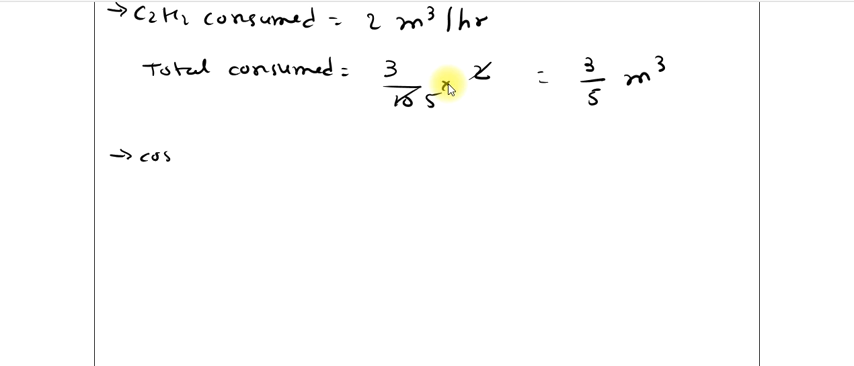 → C2H2 consumed = 2 m³/hr
Total consumed = 3/10 5 × 2 = 3/5 m³
→ cos